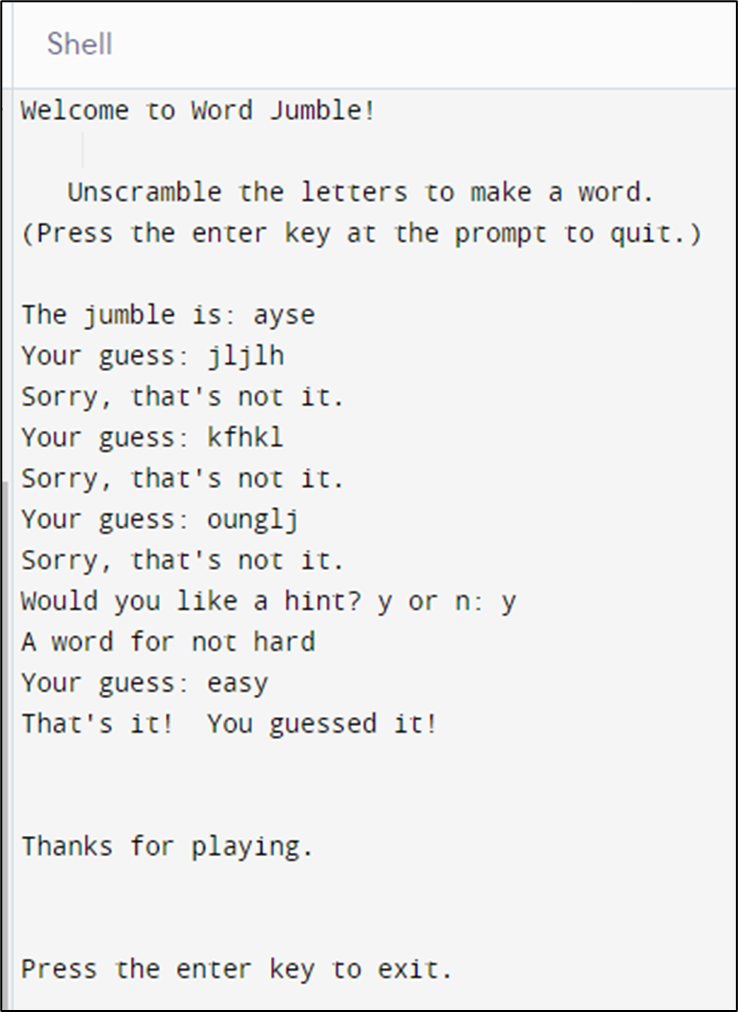 Shell
Welcome to Word Jumble!
Unscramble the letters to make a word.
(Press the enter key at the prompt to quit.)
The jumble is: ayse
Your guess: jljlh
Sorry, that's not it.
Your guess: kfhkl
Sorry, that's not it.
Your guess: ounglj
Sorry, that's not it.
Would you like a hint? y or n: y
A word for not hard
Your guess: easy
That's it!  You guessed it!
Thanks for playing.
Press the enter key to exit.